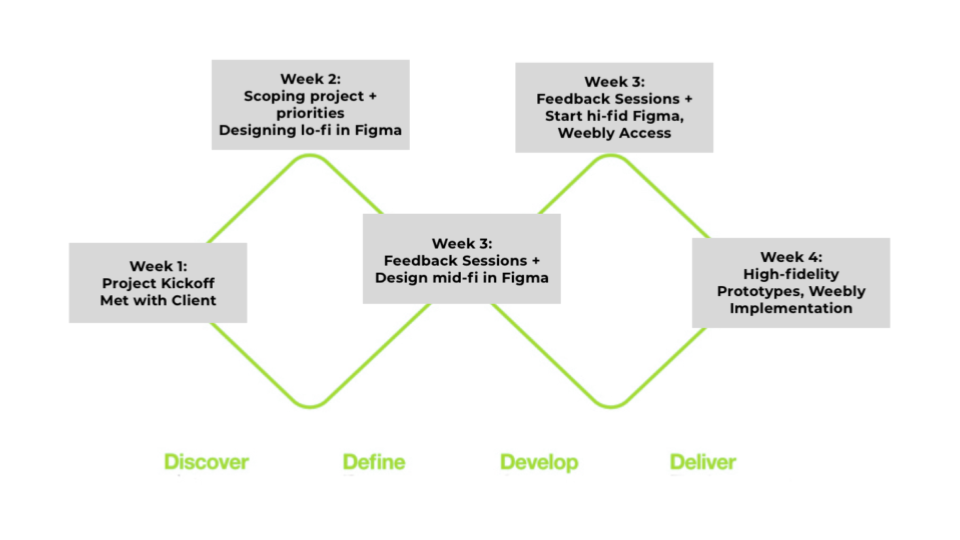 Week 2:
Scoping project +
priorities
Designing lo-fi in Figma
Week 3:
Feedback Sessions +
Start hi-fid Figma,
Weebly Access
Week 1:
Project Kickoff
Met with Client
Week 3:
Feedback Sessions +
Design mid-fi in Figma
Week 4:
High-fidelity
Prototypes, Weebly
Implementation
Discover
Define
Develop
Deliver